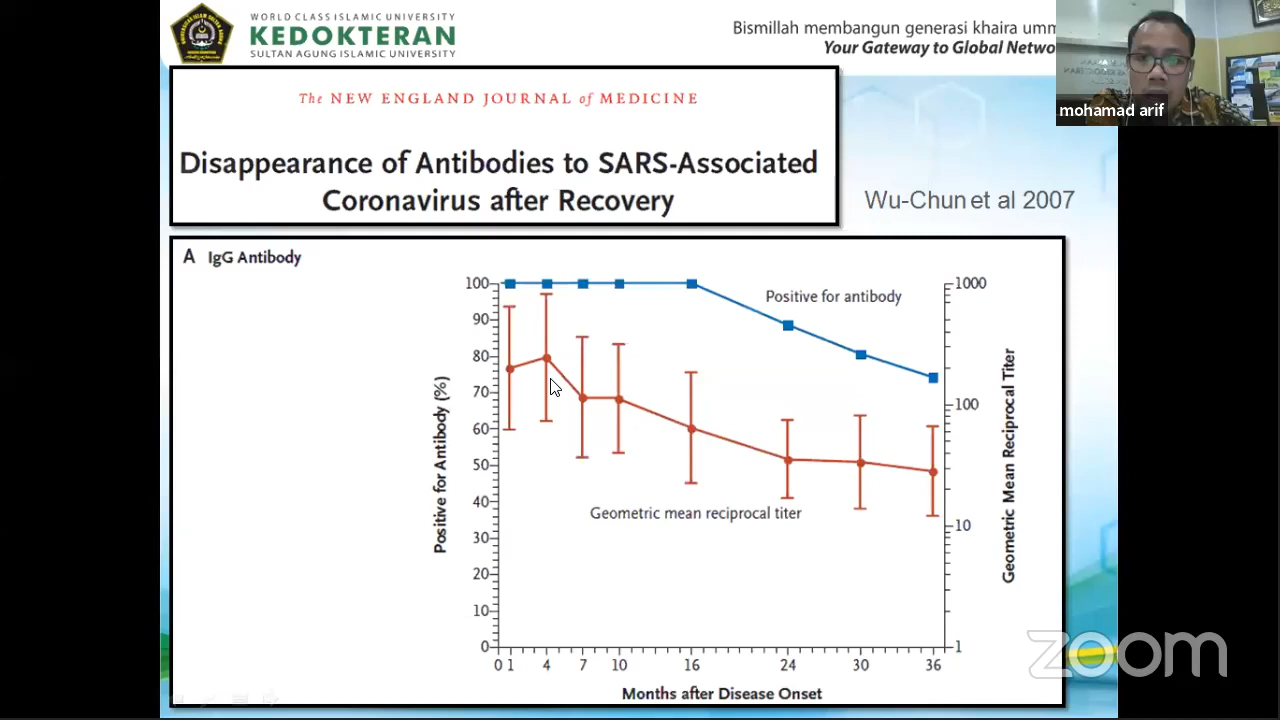 WORLD CLASS ISLAMIC UNIVERSITY
KEDOKTERAN
SULTAN AGUNG ISLAMIC UNIVERSITY
Bismillah membangun generasi khaira umm
Your Gateway to Global Netwo
mohamad arif
The NEW ENGLAND JOURNAL of MEDICINE
Disappearance of Antibodies to SARS-Associated
Coronavirus after Recovery
Wu-Chun et al 2007
A IgG Antibody
Positive for Antibody (%)
100
90
80
70
60
50
40
30
20
10
0
Positive for antibody
Geometric mean reciprocal titer
1000
100
10
1
Geometric Mean Reciprocal Titer
0 1 4 7 10 16 24 30 36
Months after Disease Onset
zoom